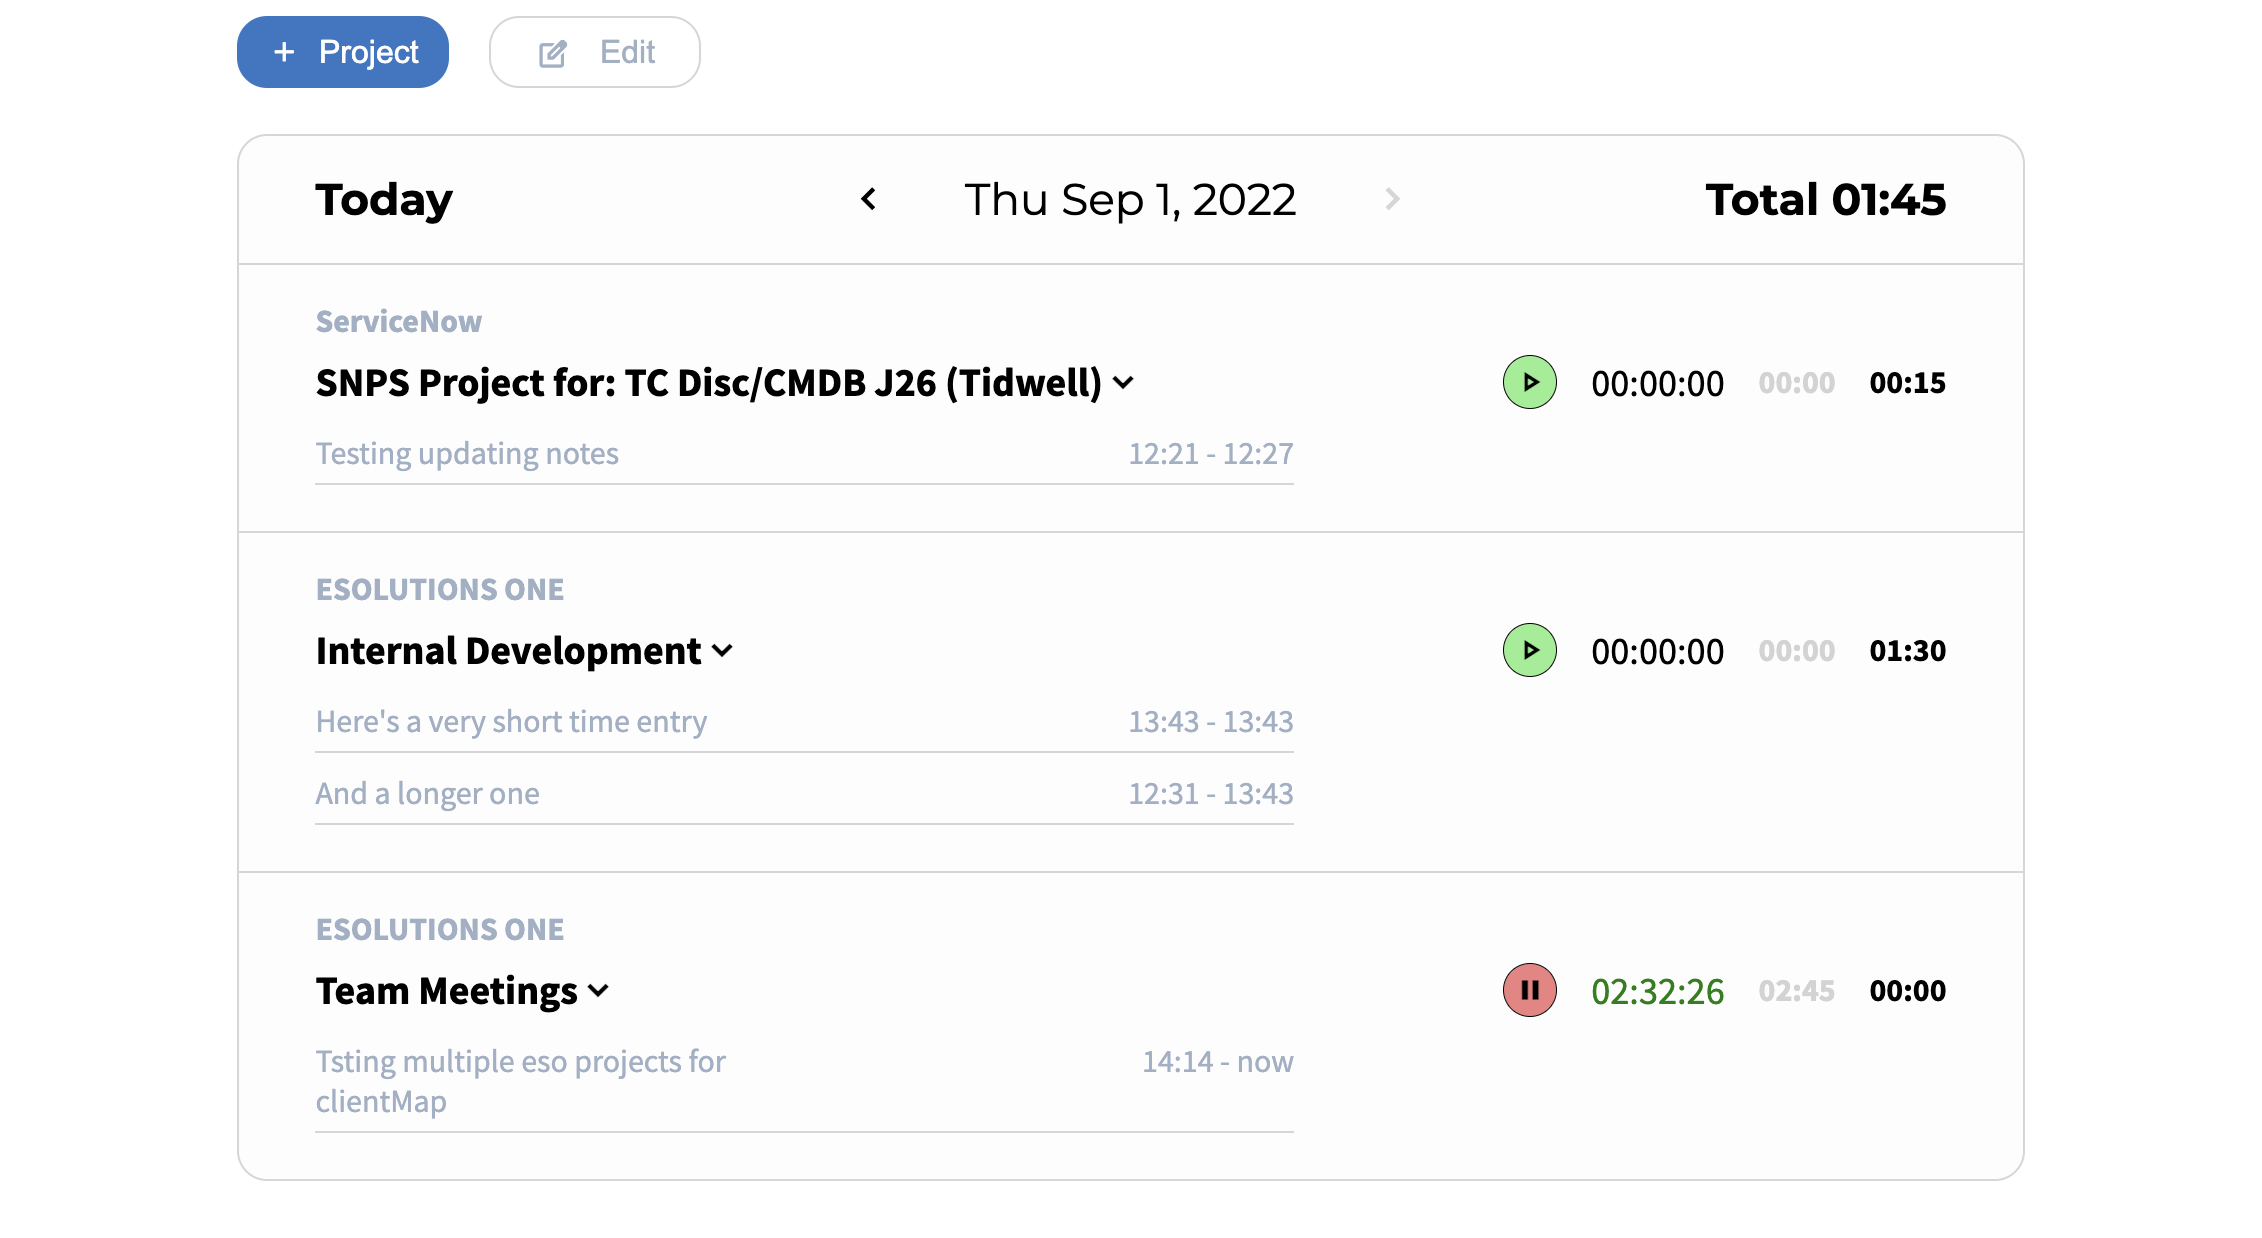 + Project Edit
Today Thu Sep 1, 2022 Total 01:45
ServiceNow
SNPS Project for: TC Disc/CMDB J26 (Tidwell) 00:00:00 00:00 00:15
Testing updating notes 12:21 - 12:27
ESOLUTIONS ONE
Internal Development 00:00:00 00:00 01:30
Here's a very short time entry 13:43 - 13:43
And a longer one 12:31 - 13:43
ESOLUTIONS ONE
Team Meetings 02:32:26 02:45 00:00
Tsting multiple eso projects for 14:14 - now
clientMap